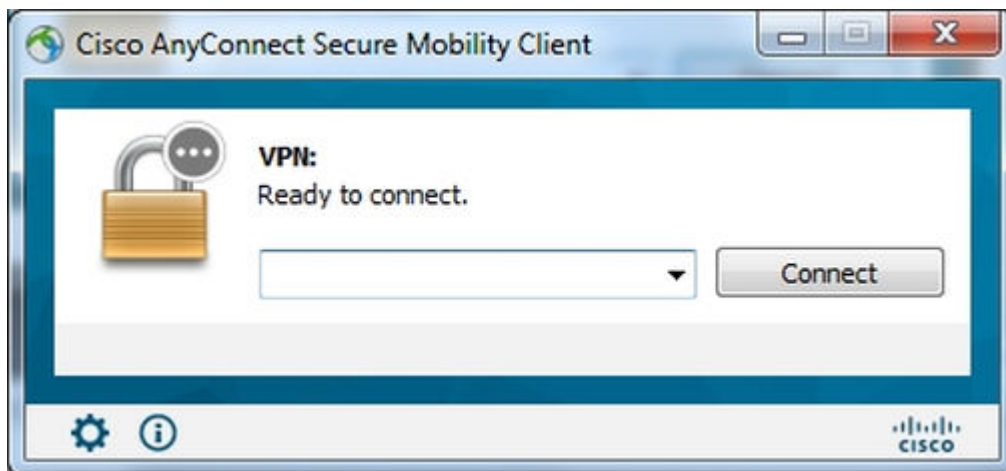 Cisco AnyConnect Secure Mobility Client
VPN:
Ready to connect.
Connect
CISCO